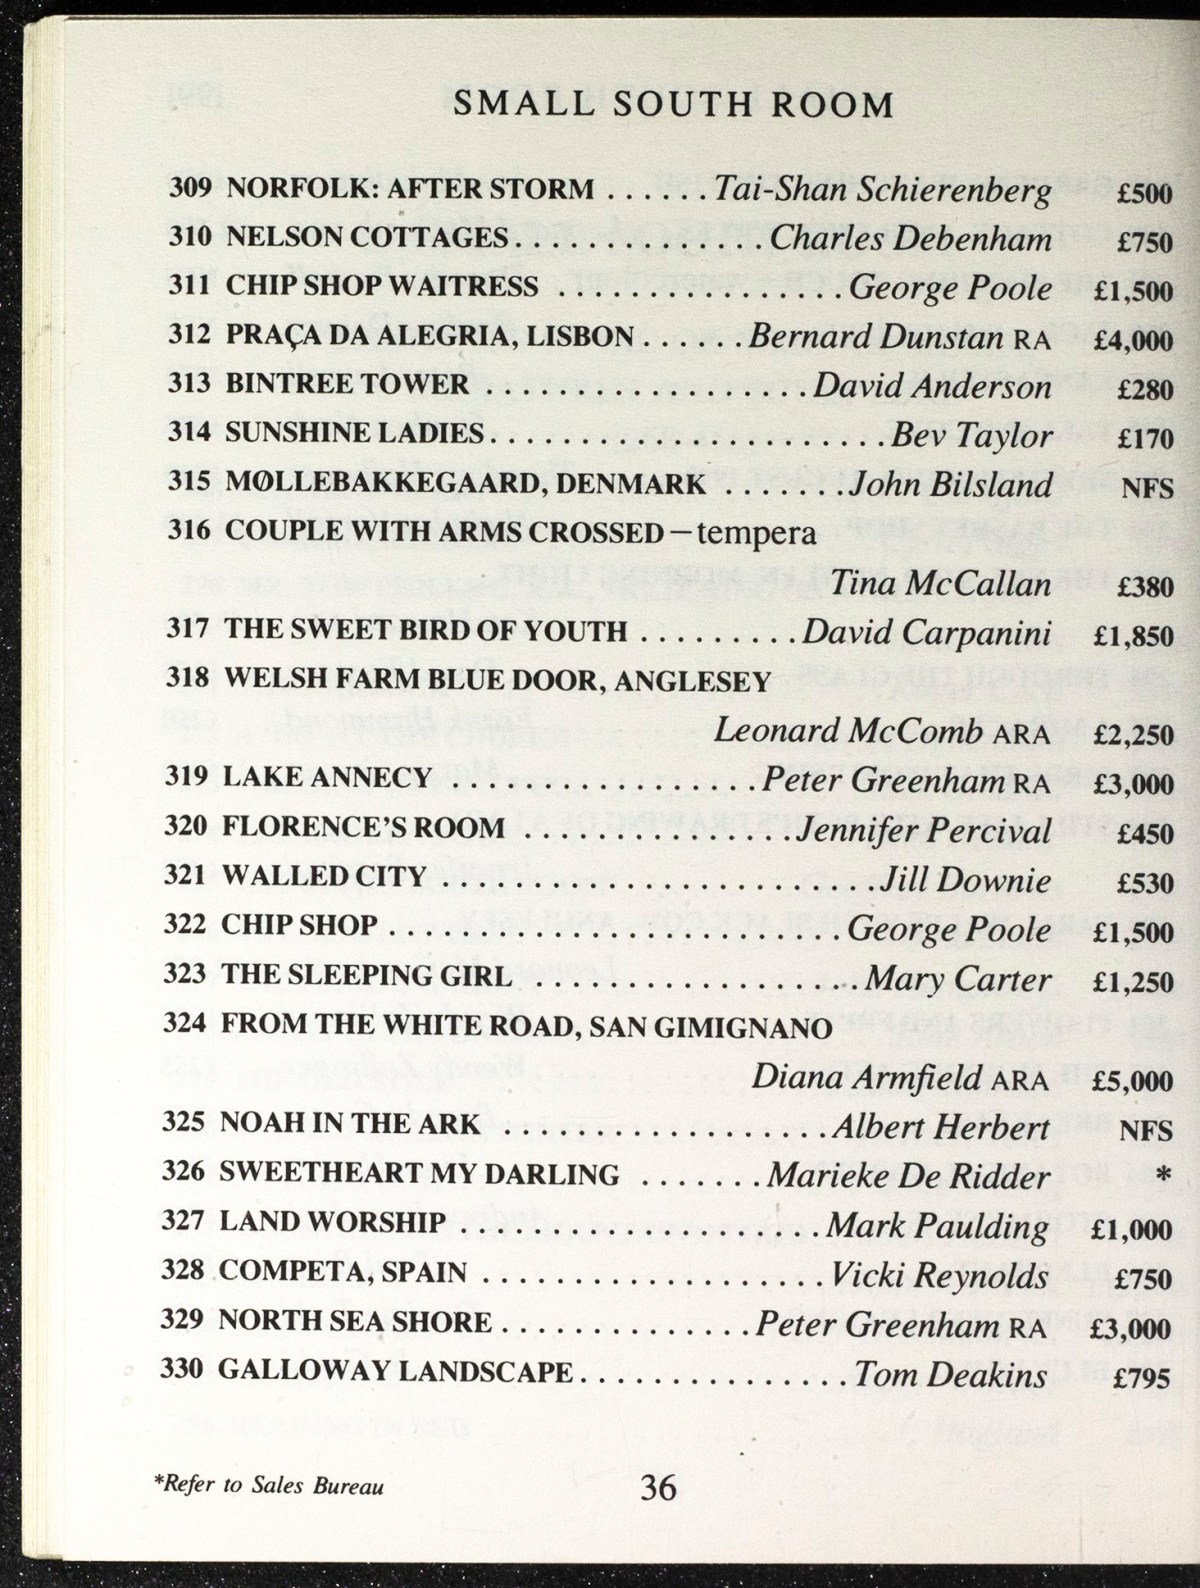 SMALL SOUTH ROOM
309 NORFOLK: AFTER STORM . . . . . . Tai-Shan Schierenberg £500
310 NELSON COTTAGES. . . . . . . . . . . . . . Charles Debenham £750
311 CHIP SHOP WAITRESS . . . . . . . . . . . . . . . . . George Poole £1,500
312 PRAÇA DA ALEGRIA, LISBON . . . . . . Bernard Dunstan RA £4,000
313 BINTREE TOWER . . . . . . . . . . . . . . . . . . . David Anderson £280
314 SUNSHINE LADIES. . . . . . . . . . . . . . . . . . . . . . . Bev Taylor £170
315 MØLLEBAKKEGAARD, DENMARK . . . . . . . John Bilsland NFS
316 COUPLE WITH ARMS CROSSED – tempera
Tina McCallan £380
317 THE SWEET BIRD OF YOUTH . . . . . . . . . David Carpanini £1,850
318 WELSH FARM BLUE DOOR, ANGLESEY
Leonard McComb ARA £2,250
319 LAKE ANNECY . . . . . . . . . . . . . . . . . . Peter Greenham RA £3,000
320 FLORENCE'S ROOM . . . . . . . . . . . . . . . . Jennifer Percival £450
321 WALLED CITY . . . . . . . . . . . . . . . . . . . . . . . . . Jill Downie £530
322 CHIP SHOP . . . . . . . . . . . . . . . . . . . . . . . . . . . George Poole £1,500
323 THE SLEEPING GIRL . . . . . . . . . . . . . . . . . . . Mary Carter £1,250
324 FROM THE WHITE ROAD, SAN GIMIGNANO
Diana Armfield ARA £5,000
325 NOAH IN THE ARK . . . . . . . . . . . . . . . . . . . Albert Herbert NFS
326 SWEETHEART MY DARLING . . . . . . . Marieke De Ridder *
327 LAND WORSHIP . . . . . . . . . . . . . . . . . . . . . Mark Paulding £1,000
328 COMPETA, SPAIN . . . . . . . . . . . . . . . . . . . . Vicki Reynolds £750
329 NORTH SEA SHORE . . . . . . . . . . . . . . . Peter Greenham RA £3,000
330 GALLOWAY LANDSCAPE. . . . . . . . . . . . . . . . Tom Deakins £795
*Refer to Sales Bureau 36